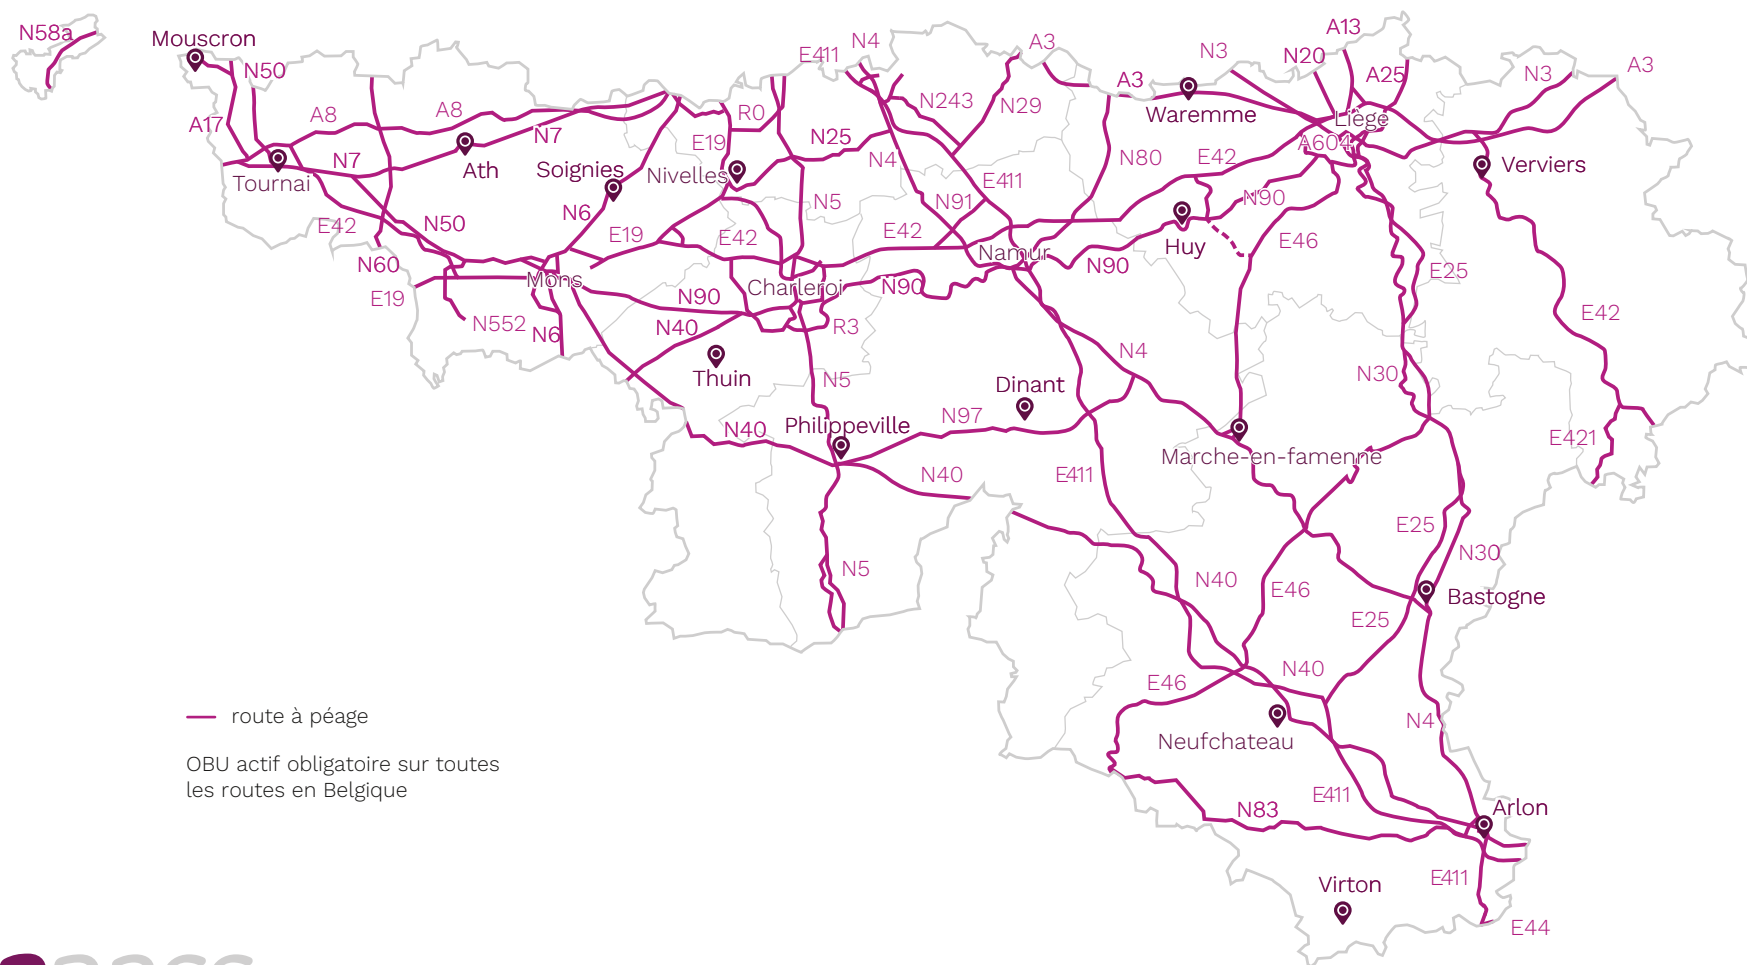 N58a
Mouscron
N50
A17
A8
A8
N7
N7
Tournai
Ath
Soignies
Nivelles
E19
R0
N25
E411
N4
A3
N243
N29
N4
N5
N91
E411
A3
Waremme
N3
N20
A13
A25
Liège
A604
N3
A3
Verviers
N80
E42
N90
Huy
E46
E25
E42
E42
N50
N60
E19
N6
E19
E42
E42
Namur
N90
Mons
N552
N6
N90
N40
Charleroi
N90
R3
Thuin
N5
N4
Dinant
N97
Philippeville
N40
N40
N5
E411
N30
Marche-en-famenne
E421
E25
N30
N40
E46
Bastogne
E25
N40
E46
N4
Neufchateau
E411
N83
Arlon
E411
Virton
E44
route à péage
OBU actif obligatoire sur toutes
les routes en Belgique